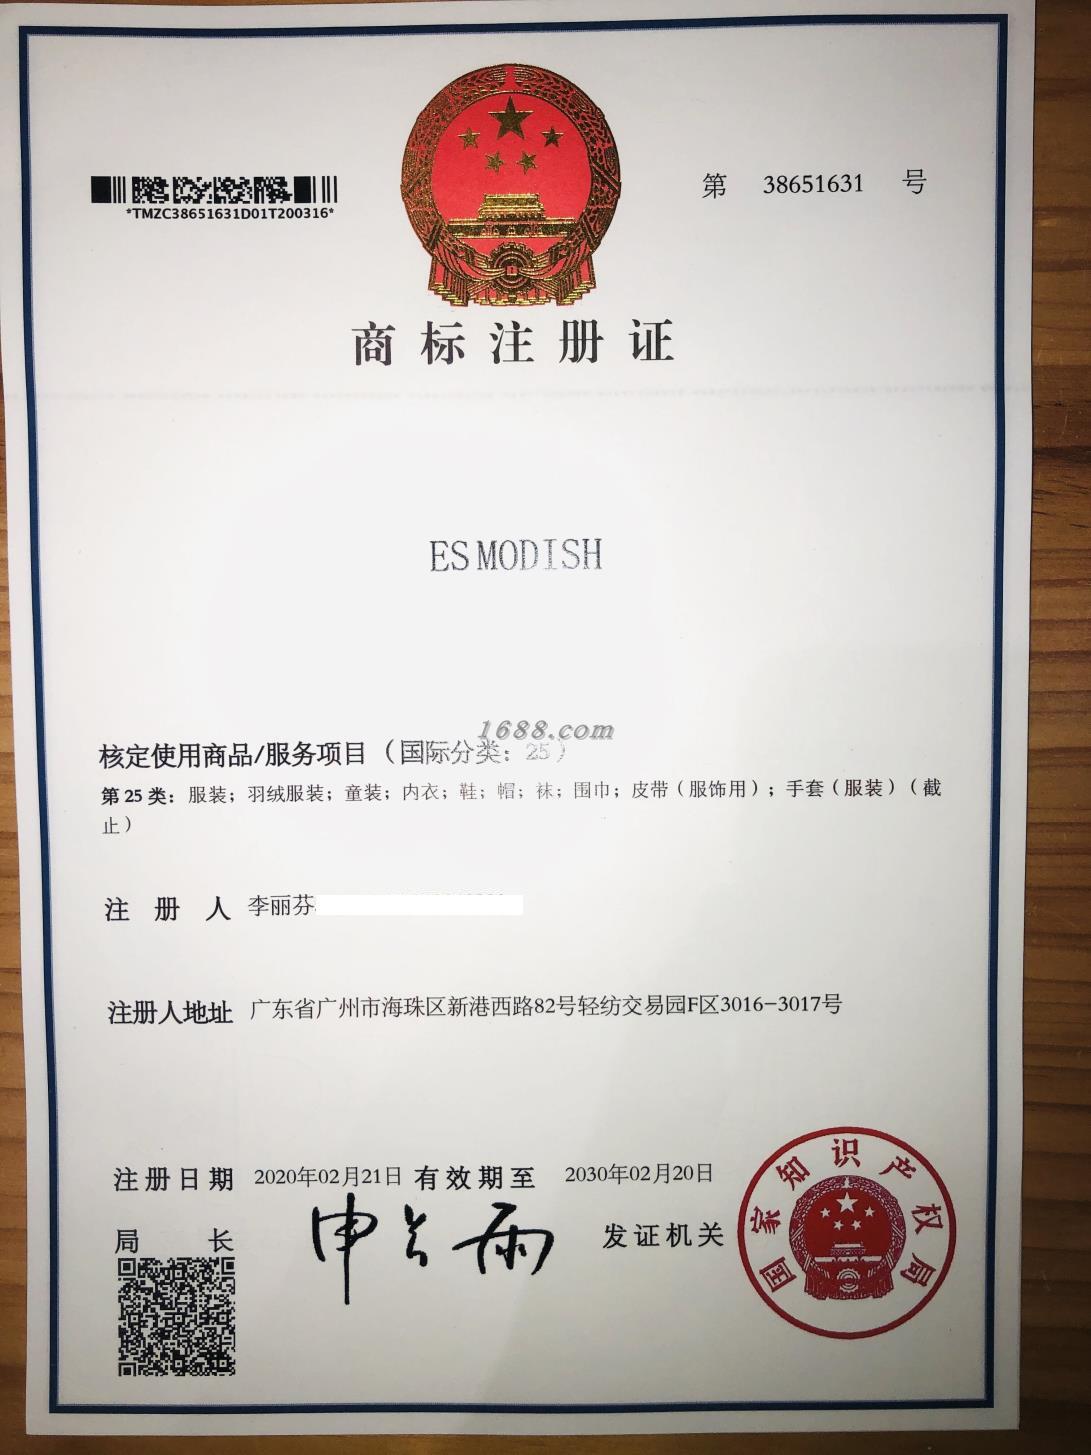 第 38651631 号
*TMZC38651631D01T200316*
商标注册证
ES MODISH
1688.com
核定使用商品/服务项目（国际分类：25）
第 25 类：服装；羽绒服装；童装；内衣；鞋；帽；袜；围巾；皮带（服饰用）；手套（服装）（截
止）
注 册 人 李丽芬
注册人地址 广东省广州市海珠区新港西路82号轻纺交易园F区3016-3017号
注册日期 2020年02月21日 有效期至 2030年02月20日
局 长 申长雨 发证机关
国家知识产权局